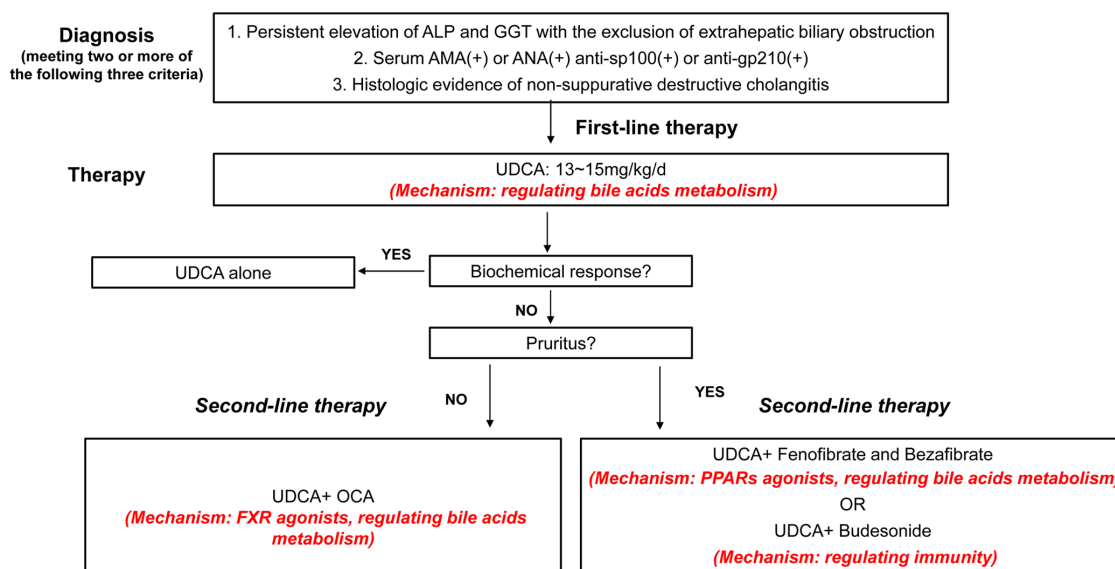 Diagnosis
(meeting two or more of
the following three criteria)
1. Persistent elevation of ALP and GGT with the exclusion of extrahepatic biliary obstruction
2. Serum AMA(+) or ANA(+) anti-sp100(+) or anti-gp210(+)
3. Histologic evidence of non-suppurative destructive cholangitis
First-line therapy
Therapy
UDCA: 13~15mg/kg/d
(Mechanism: regulating bile acids metabolism)
YES
UDCA alone
Biochemical response?
NO
Pruritus?
NO
YES
Second-line therapy
Second-line therapy
UDCA+ OCA
(Mechanism: FXR agonists, regulating bile acids
metabolism)
UDCA+ Fenofibrate and Bezafibrate
(Mechanism: PPARs agonists, regulating bile acids metabolism)
OR
UDCA+ Budesonide
(Mechanism: regulating immunity)